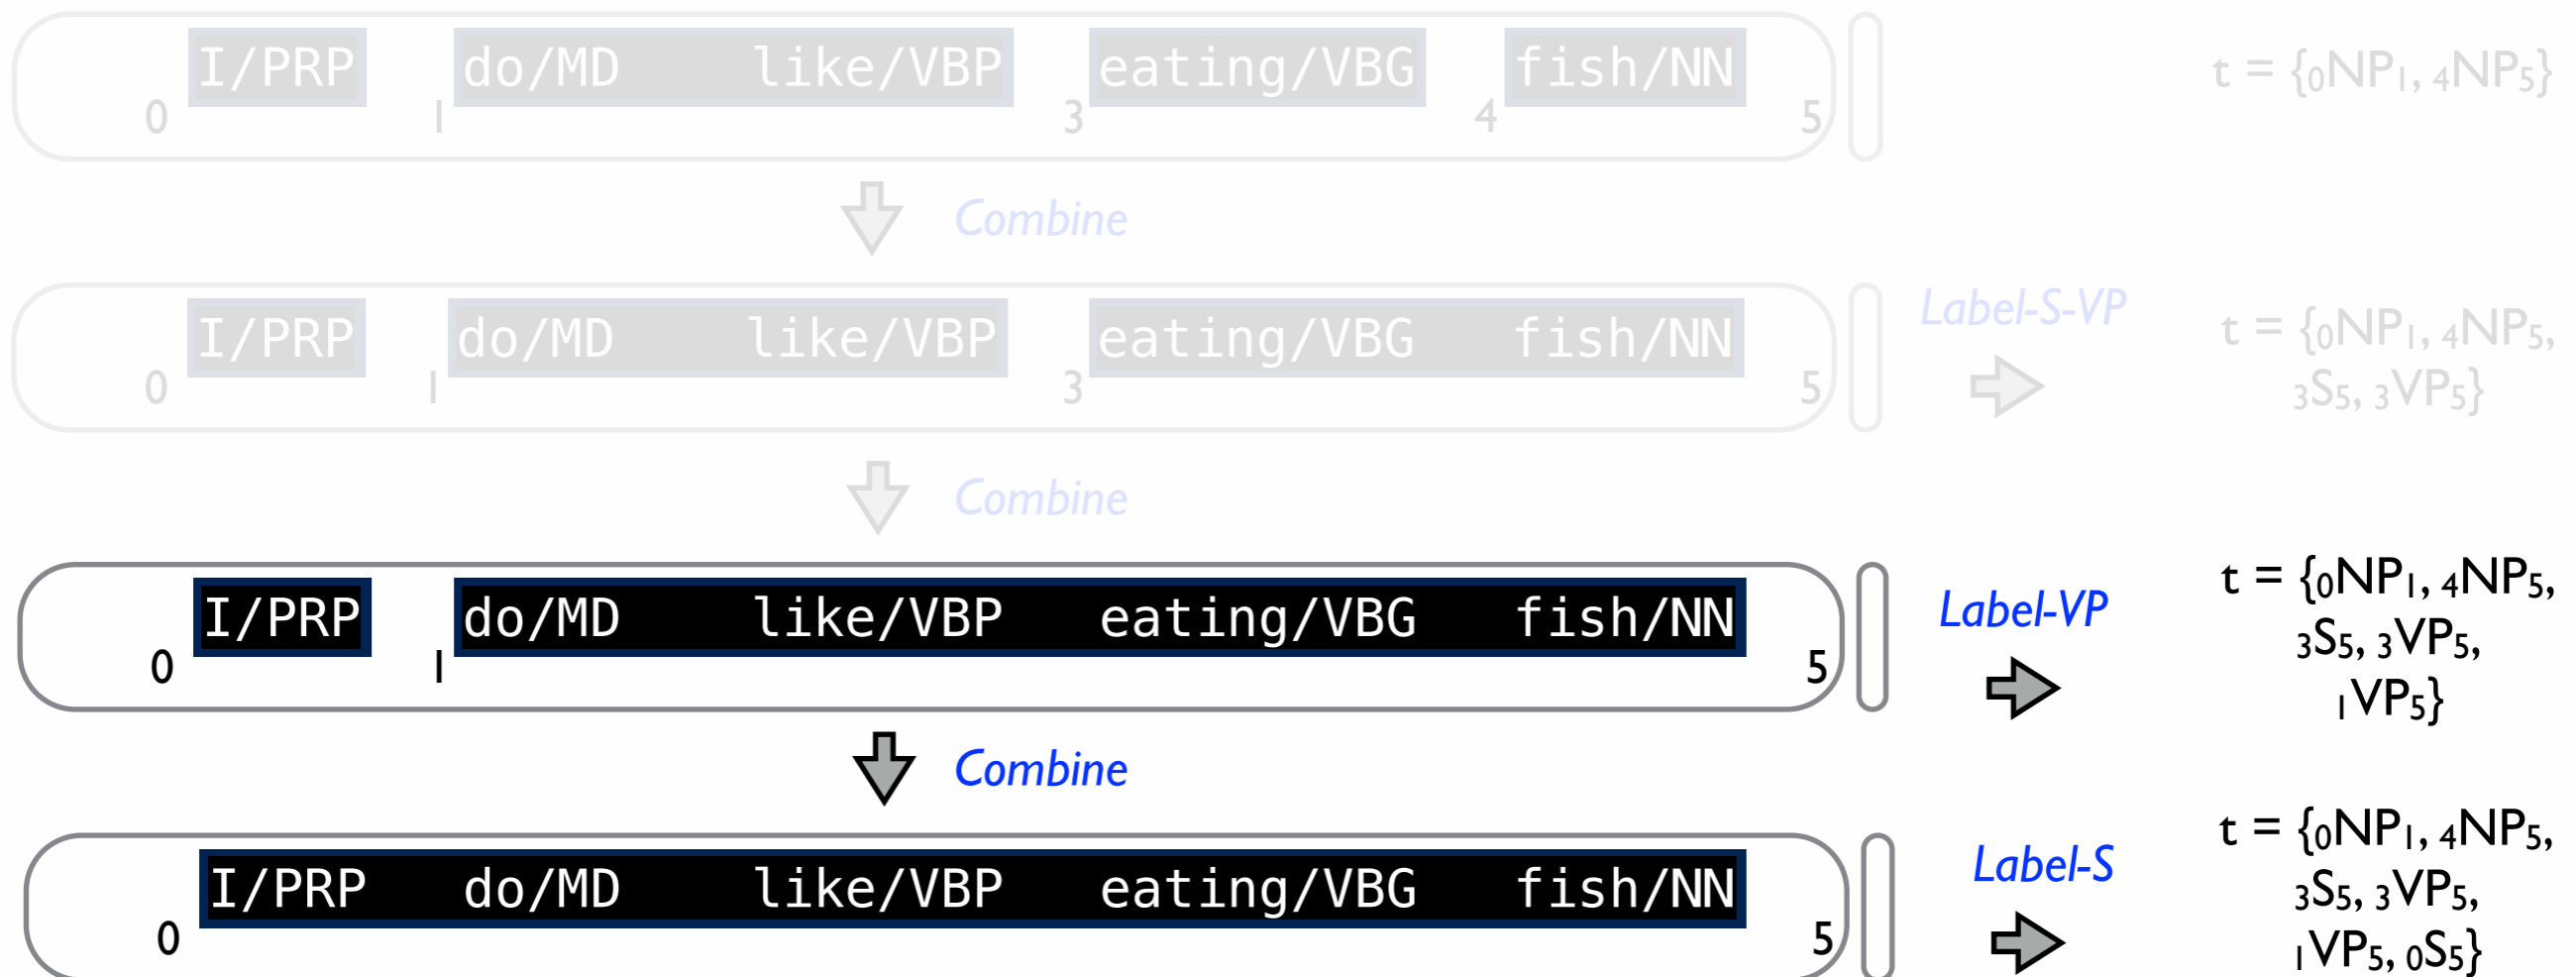 I/PRP do/MD like/VBP eating/VBG fish/NN t = {₀NP₁, ₄NP₅}
0 1 3 4 5
Combine
Label-S-VP
I/PRP do/MD like/VBP eating/VBG fish/NN t = {₀NP₁, ₄NP₅,
0 1 3 5 ₃S₅, ₃VP₅}
Combine
Label-VP t = {₀NP₁, ₄NP₅,
I/PRP do/MD like/VBP eating/VBG fish/NN ₃S₅, ₃VP₅,
0 1 5 ₁VP₅}
Combine
Label-S t = {₀NP₁, ₄NP₅,
I/PRP do/MD like/VBP eating/VBG fish/NN ₃S₅, ₃VP₅,
0 5 ₁VP₅, ₀S₅}